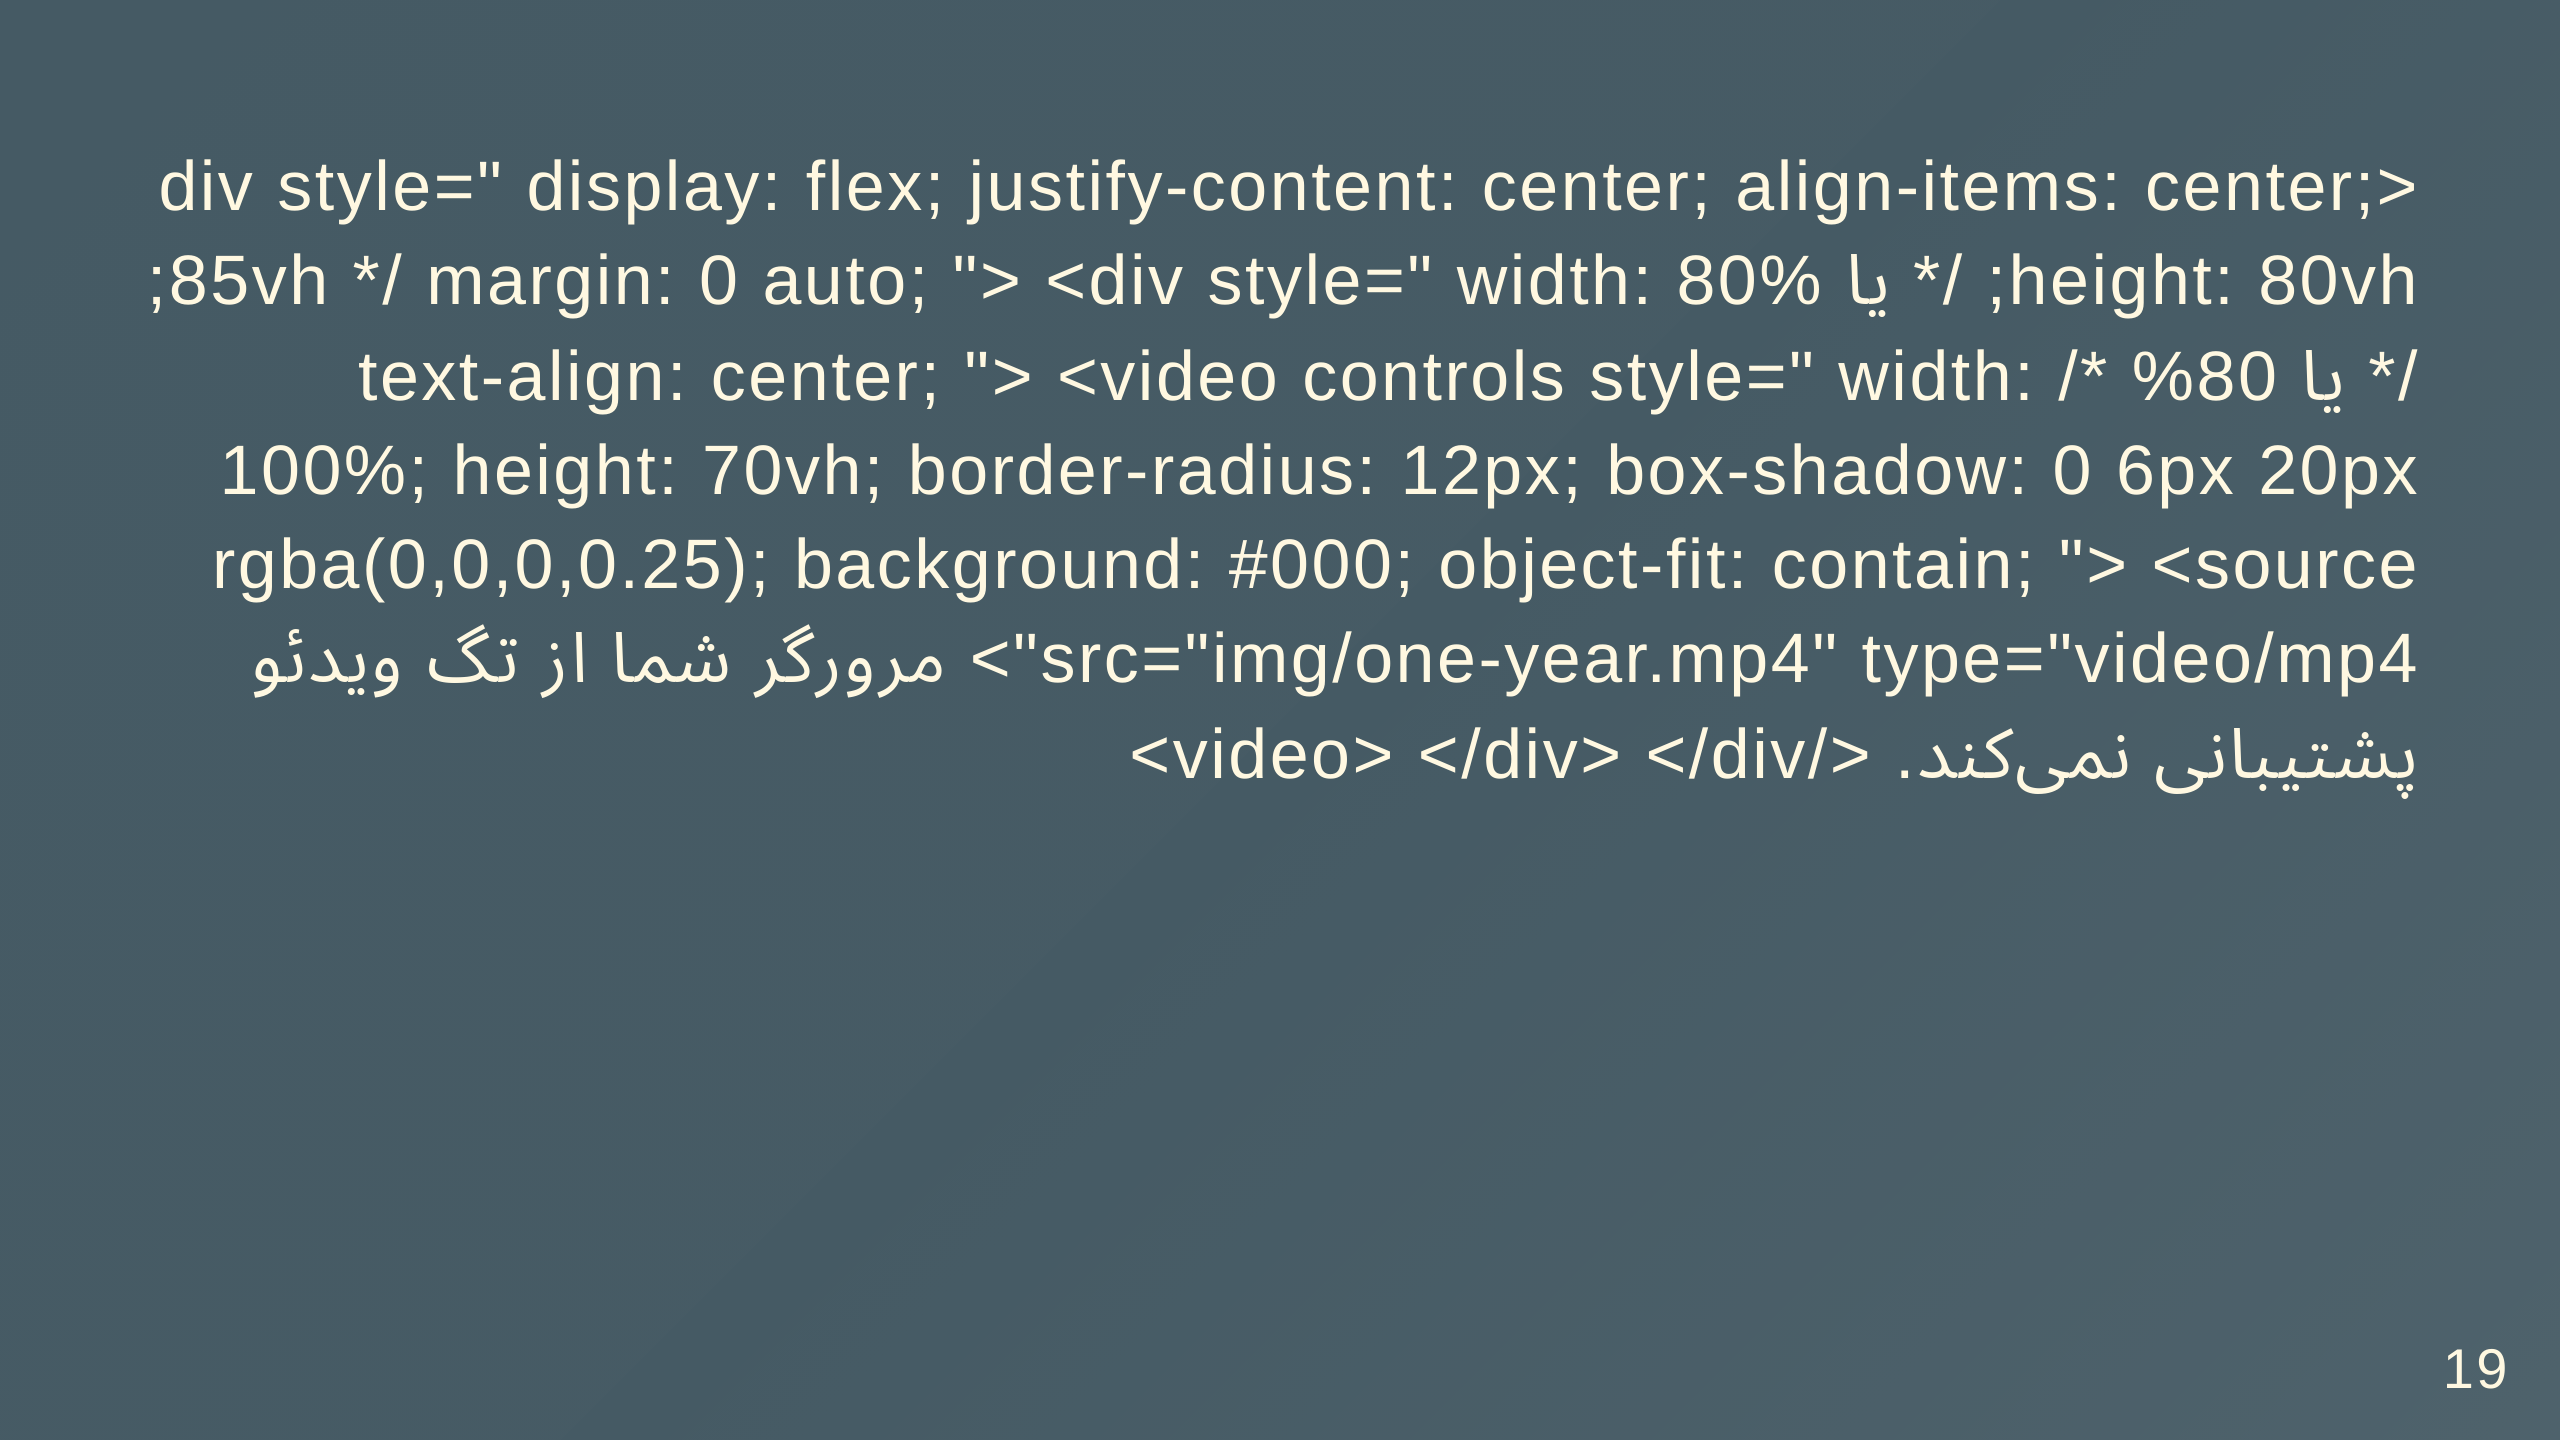 <div style=" display: flex; justify-content: center; align-items: center;
height: 80vh; /* یا 85vh */ margin: 0 auto; "> <div style=" width: 80%;
/* یا 80% */ text-align: center; "> <video controls style=" width:
100%; height: 70vh; border-radius: 12px; box-shadow: 0 6px 20px
rgba(0,0,0,0.25); background: #000; object-fit: contain; "> <source
src="img/one-year.mp4" type="video/mp4"> مرورگر شما از تگ ویدئو
پشتیبانی نمی‌کند. </video> </div> </div>
19